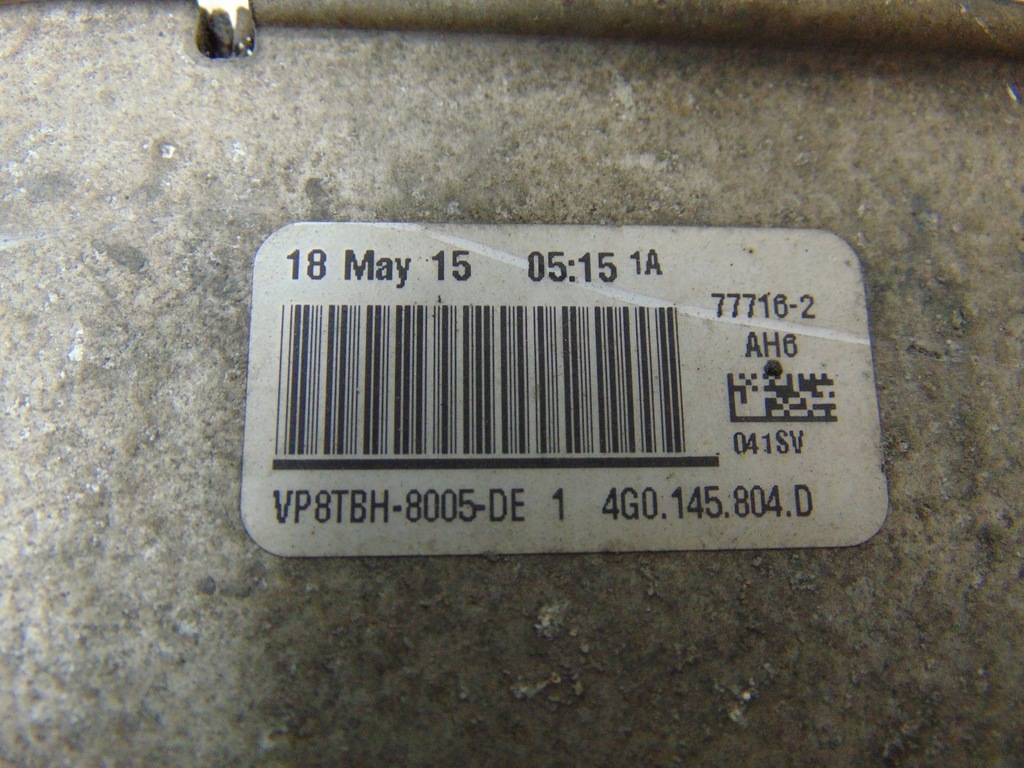 18 May 15 05:15 1A
77716-2
AH6
041SV
VP8TBH-8005-DE 1 4G0.145.804.D